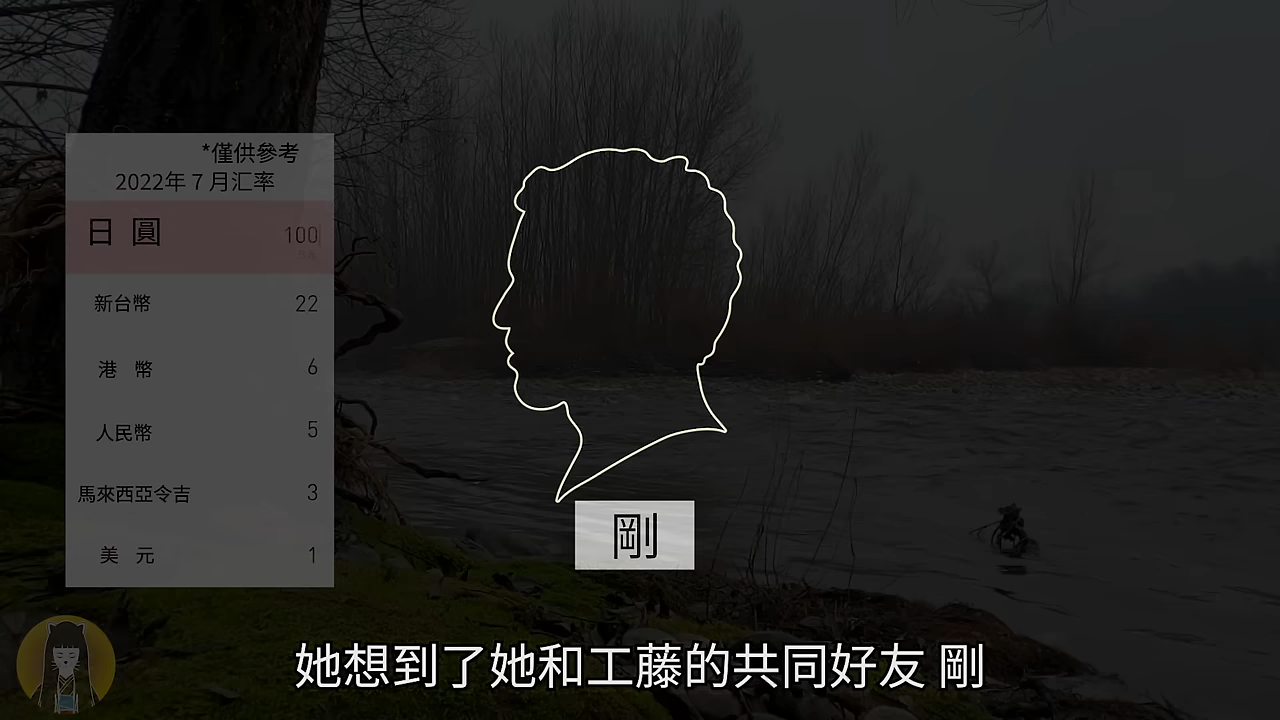 *僅供參考
2022年７月汇率
日圓 100
新台幣 22
港幣 6
人民幣 5
馬來西亞令吉 3
美元 1
剛
她想到了她和工藤的共同好友 剛